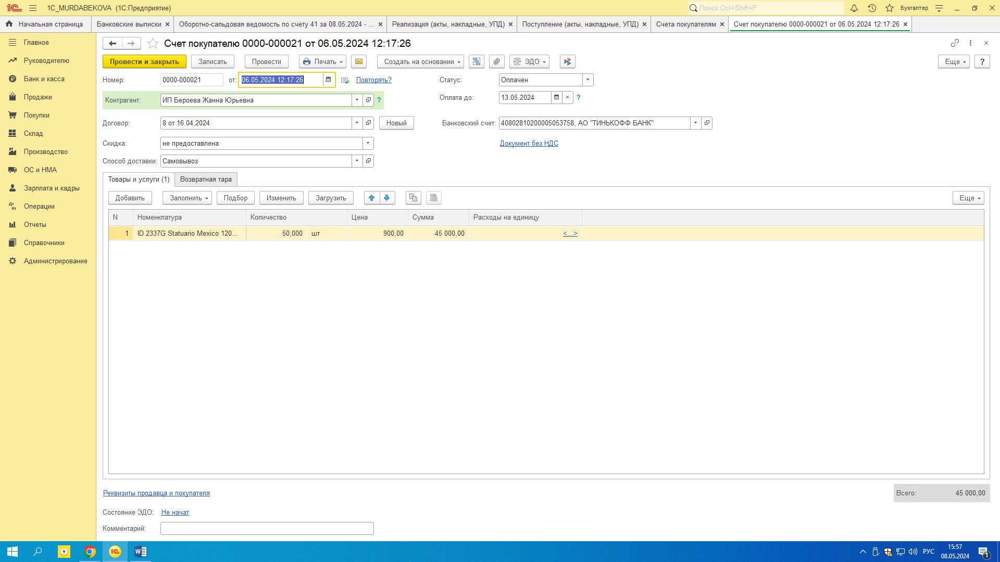 1C_MURDABEKOVA (1С:Предприятие)
Поиск Ctrl+Shift+F
Бухгалтер
Начальная страница
Банковские выписки
Оборотно-сальдовая ведомость по счету 41 за 08.05.2024 - ...
Реализация (акты, накладные, УПД)
Поступление (акты, накладные, УПД)
Счета покупателям
Счет покупателю 0000-000021 от 06.05.2024 12:17:26
Главное
Руководителю
Банк и касса
Продажи
Покупки
Склад
Производство
ОС и НМА
Зарплата и кадры
Дт Кт Операции
Отчеты
Справочники
Администрирование
Счет покупателю 0000-000021 от 06.05.2024 12:17:26
Провести и закрыть Записать Провести Печать Создать на основании ЭДО Еще ?
Номер: 0000-000021 от: 06.05.2024 12:17:26 Повторять? Статус: Оплачен
Контрагент: ИП Бероева Жанна Юрьевна ? Оплата до: 13.05.2024 ?
Договор: 8 от 16.04.2024 Новый Банковский счет: 40802810200005053758, АО "ТИНЬКОФФ БАНК"
Скидка: не предоставлена Документ без НДС
Способ доставки: Самовывоз
Товары и услуги (1) Возвратная тара
Добавить Заполнить Подбор Изменить Загрузить Еще
N Номенклатура Количество Цена Сумма Расходы на единицу
1 ID 2337G Statuario Mexico 120... 50,000 шт 900,00 45 000,00 <...>
Реквизиты продавца и покупателя
Всего: 45 000,00
Состояние ЭДО: Не начат
Комментарий:
РУС
15:57
08.05.2024
1